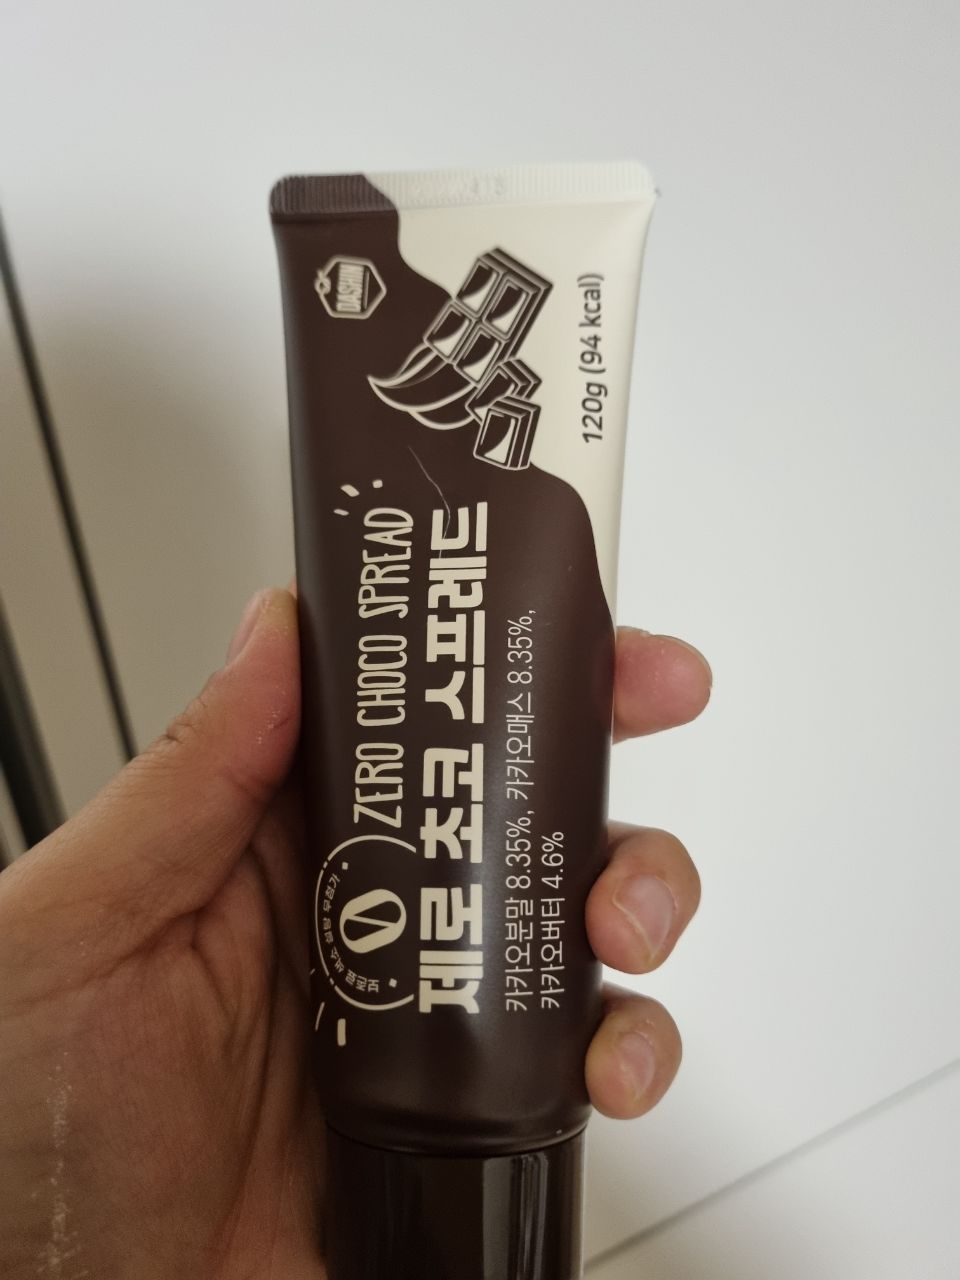 DASHIN
ZERO CHOCO SPREAD
제로 초코 스프레드
카카오분말 8.35%, 카카오매스 8.35%,
카카오버터 4.6%
120g (94 kcal)
0